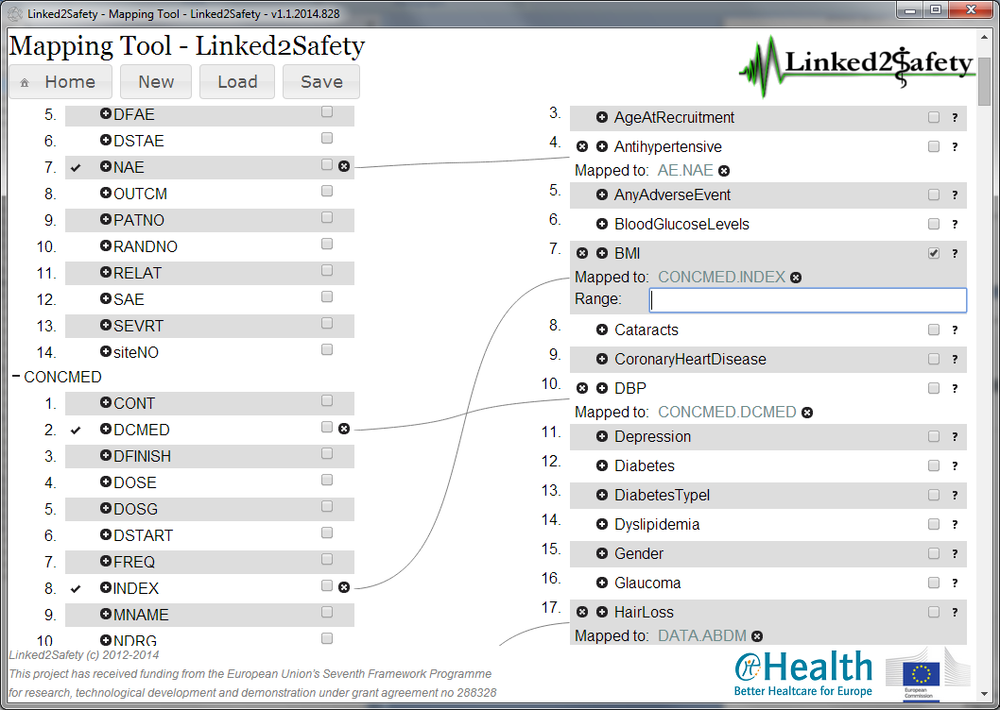 Linked2Safety - Mapping Tool - Linked2Safety - v1.1.2014.828
Mapping Tool - Linked2Safety
Home New Load Save
Linked2Safety
5. DFAE
6. DSTAE
7. NAE
8. OUTCM
9. PATNO
10. RANDNO
11. RELAT
12. SAE
13. SEVRT
14. siteNO
CONCMED
1. CONT
2. DCMED
3. DFINISH
4. DOSE
5. DOSG
6. DSTART
7. FREQ
8. INDEX
9. MNAME
10. NDRG
3. AgeAtRecruitment ?
4. Antihypertensive ?
Mapped to: AE.NAE
5. AnyAdverseEvent ?
6. BloodGlucoseLevels ?
7. BMI ?
Mapped to: CONCMED.INDEX
Range:
8. Cataracts ?
9. CoronaryHeartDisease ?
10. DBP ?
Mapped to: CONCMED.DCMED
11. Depression ?
12. Diabetes ?
13. DiabetesTypeI ?
14. Dyslipidemia ?
15. Gender ?
16. Glaucoma ?
17. HairLoss ?
Mapped to: DATA.ABDM
Linked2Safety (c) 2012-2014
This project has received funding from the European Union's Seventh Framework Programme
for research, technological development and demonstration under grant agreement no 288328
eHealth
Better Healtcare for Europe
European
Commission